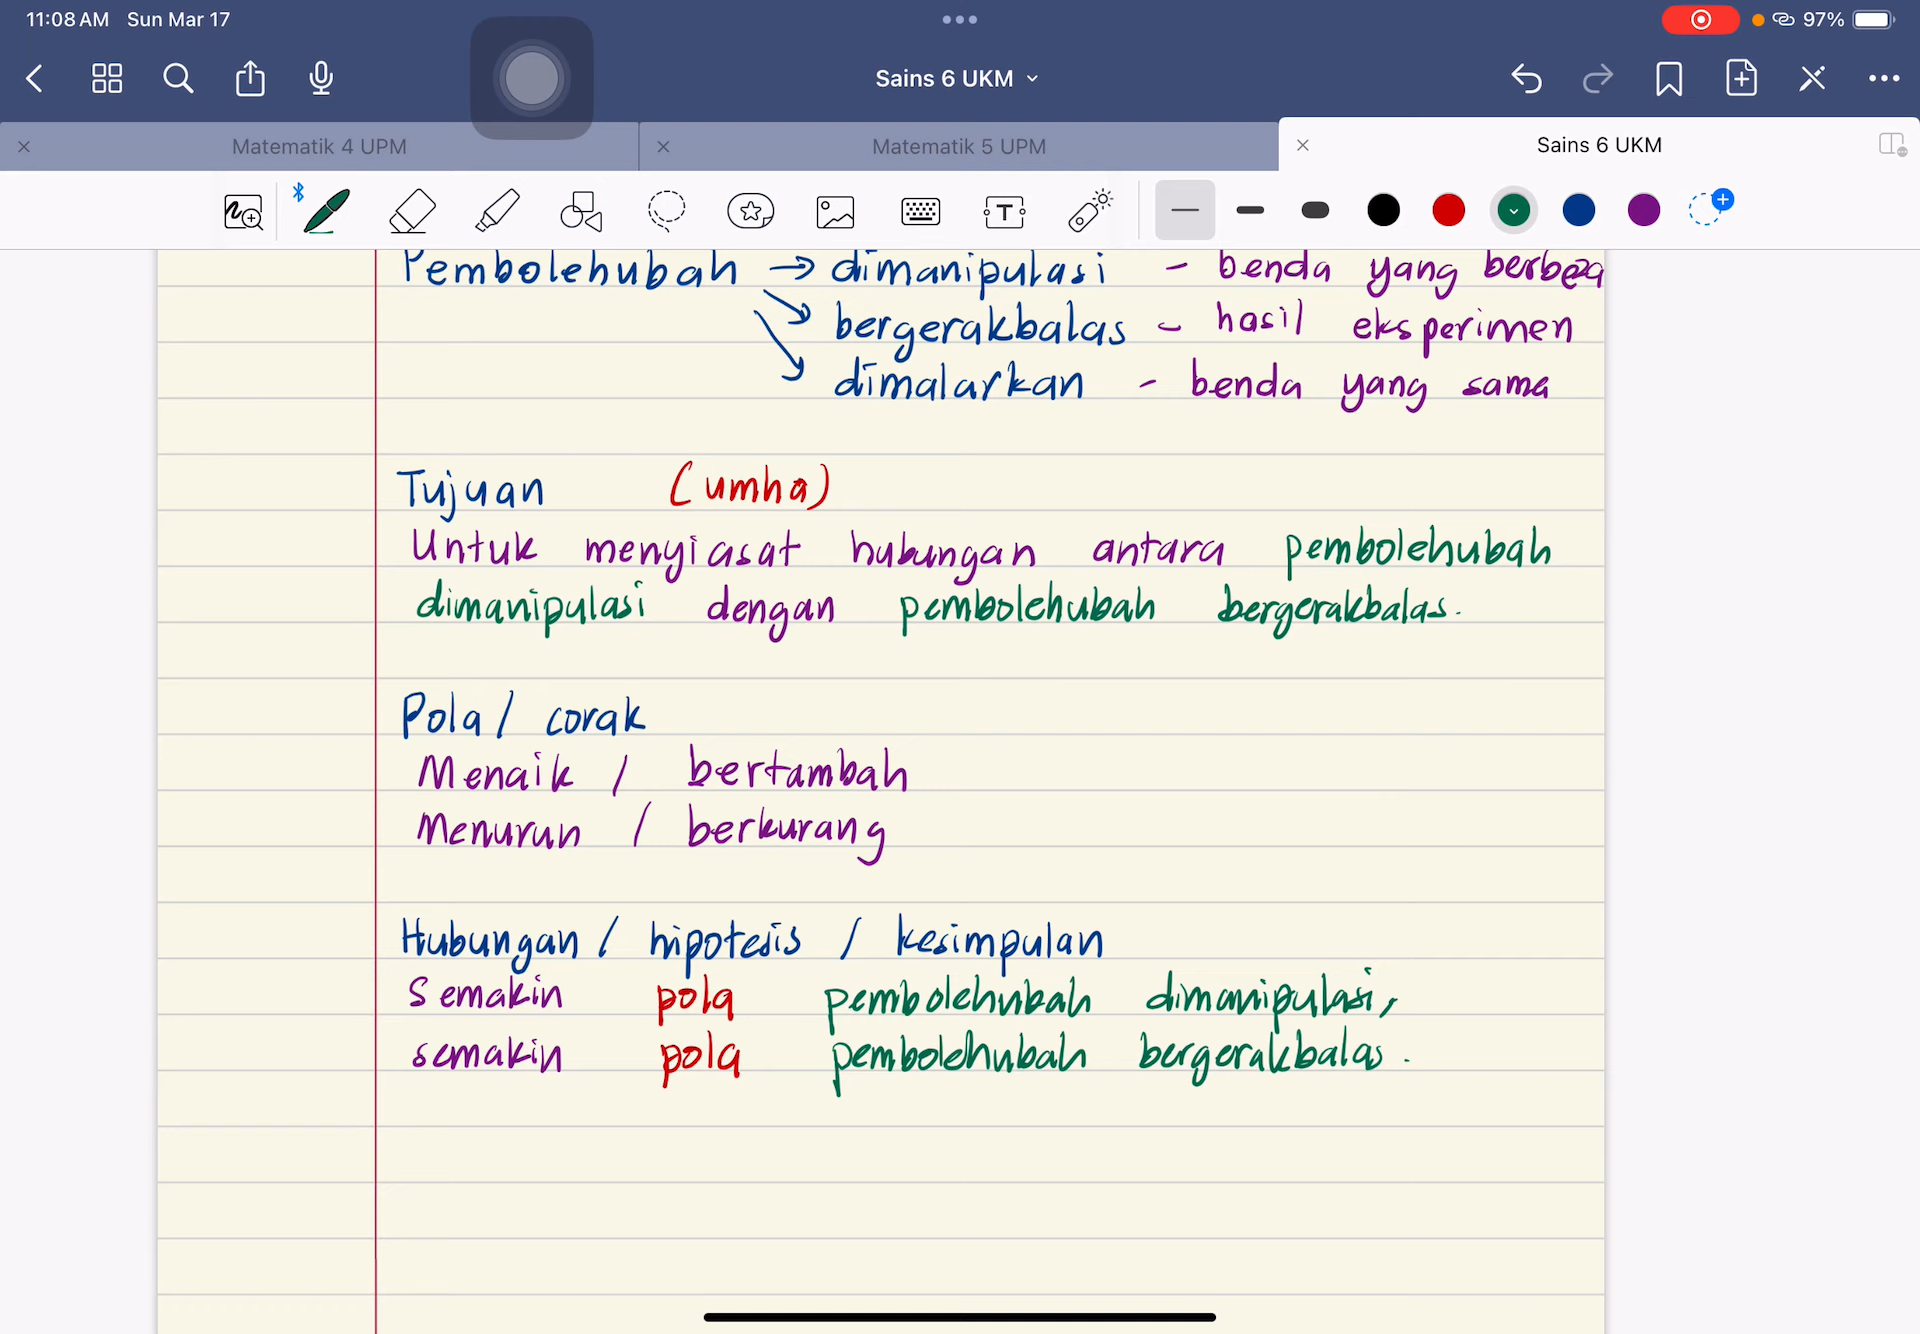 11:08 AM Sun Mar 17
97%
Sains 6 UKM
Matematik 4 UPM
Matematik 5 UPM
Sains 6 UKM
Pembolehubah → dimanipulasi - benda yang berbeza
bergerakbalas - hasil eksperimen
dimalarkan - benda yang sama
Tujuan (umha)
Untuk menyiasat hubungan antara pembolehubah
dimanipulasi dengan pembolehubah bergerakbalas.
Pola / corak
Menaik / bertambah
Menurun / berkurang
Hubungan / hipotesis / kesimpulan
Semakin pola pembolehubah dimanipulasi,
semakin pola pembolehubah bergerakbalas.